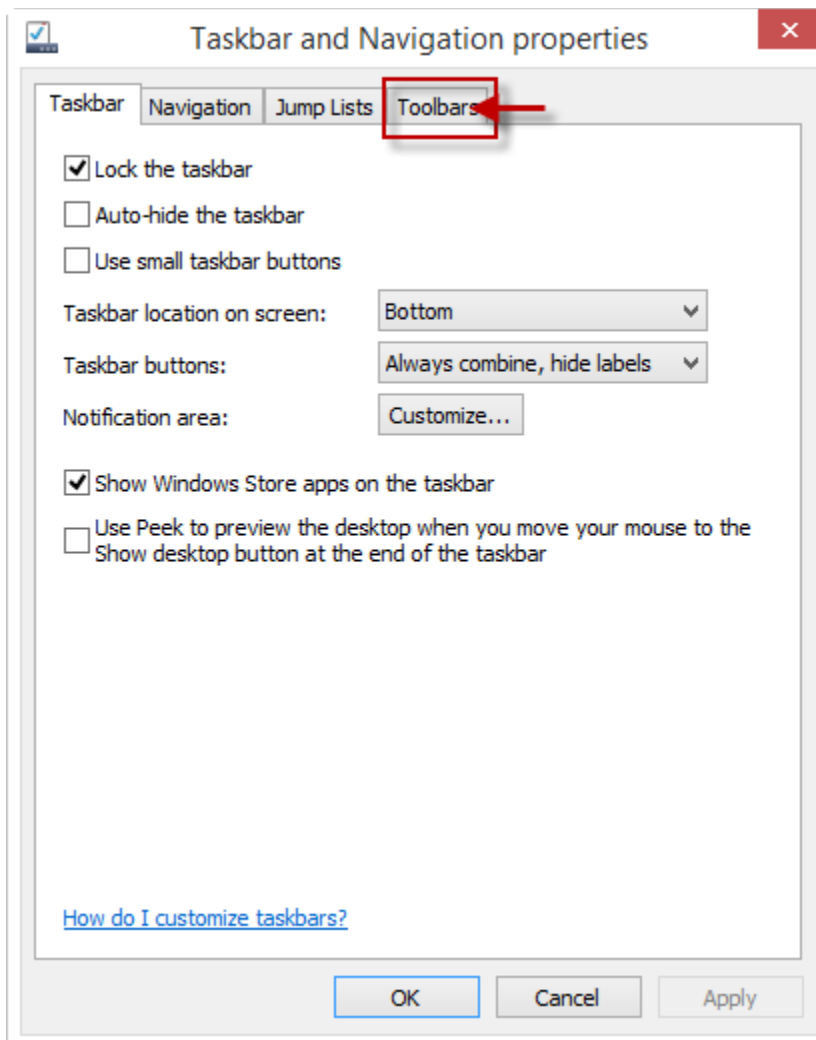 Taskbar and Navigation properties
Taskbar Navigation Jump Lists Toolbars
Lock the taskbar
Auto-hide the taskbar
Use small taskbar buttons
Taskbar location on screen: Bottom
Taskbar buttons: Always combine, hide labels
Notification area: Customize...
Show Windows Store apps on the taskbar
Use Peek to preview the desktop when you move your mouse to the
Show desktop button at the end of the taskbar
How do I customize taskbars?
OK Cancel Apply